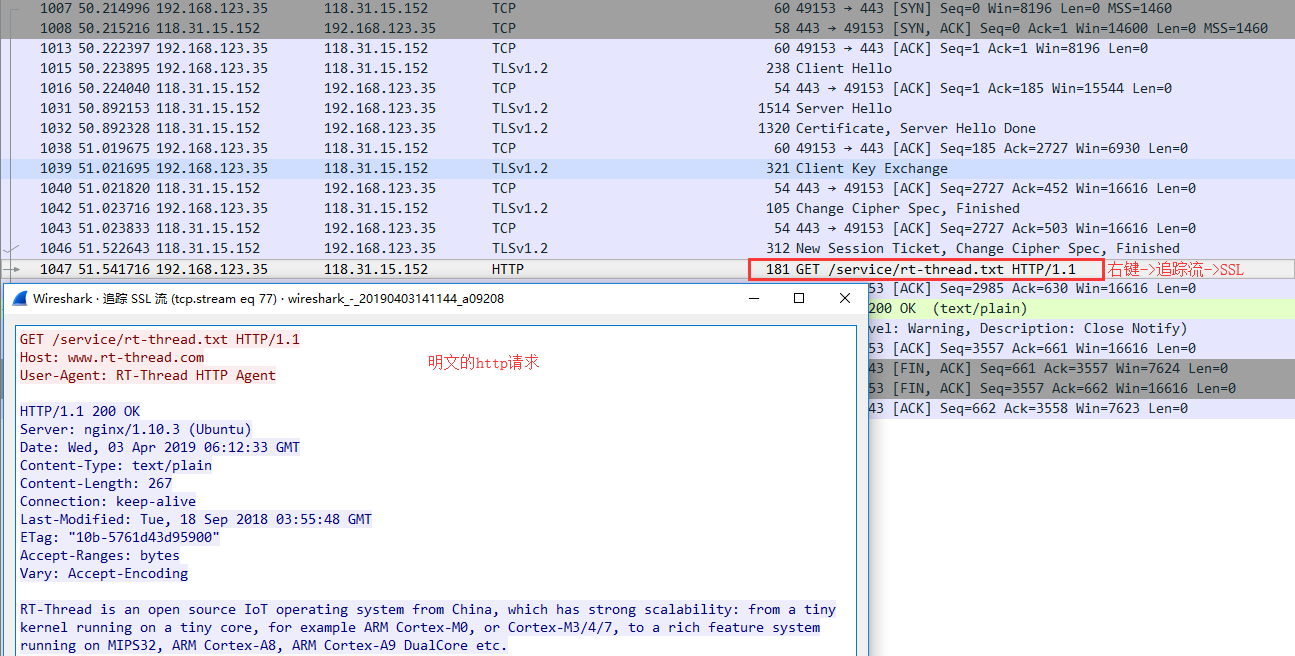 1007 50.214996 192.168.123.35 118.31.15.152 TCP 60 49153 → 443 [SYN] Seq=0 Win=8196 Len=0 MSS=1460
1008 50.215216 118.31.15.152 192.168.123.35 TCP 58 443 → 49153 [SYN, ACK] Seq=0 Ack=1 Win=14600 Len=0 MSS=1460
1013 50.222397 192.168.123.35 118.31.15.152 TCP 60 49153 → 443 [ACK] Seq=1 Ack=1 Win=8196 Len=0
1015 50.223895 192.168.123.35 118.31.15.152 TLSv1.2 238 Client Hello
1016 50.224040 118.31.15.152 192.168.123.35 TCP 54 443 → 49153 [ACK] Seq=1 Ack=185 Win=15544 Len=0
1031 50.892153 118.31.15.152 192.168.123.35 TLSv1.2 1514 Server Hello
1032 50.892328 118.31.15.152 192.168.123.35 TLSv1.2 1320 Certificate, Server Hello Done
1038 51.019675 192.168.123.35 118.31.15.152 TCP 60 49153 → 443 [ACK] Seq=185 Ack=2727 Win=6930 Len=0
1039 51.021695 192.168.123.35 118.31.15.152 TLSv1.2 321 Client Key Exchange
1040 51.021820 118.31.15.152 192.168.123.35 TCP 54 443 → 49153 [ACK] Seq=2727 Ack=452 Win=16616 Len=0
1042 51.023716 192.168.123.35 118.31.15.152 TLSv1.2 105 Change Cipher Spec, Finished
1043 51.023833 118.31.15.152 192.168.123.35 TCP 54 443 → 49153 [ACK] Seq=2727 Ack=503 Win=16616 Len=0
1046 51.522643 118.31.15.152 192.168.123.35 TLSv1.2 312 New Session Ticket, Change Cipher Spec, Finished
1047 51.541716 192.168.123.35 118.31.15.152 HTTP 181 GET /service/rt-thread.txt HTTP/1.1 右键->追踪流->SSL
53 [ACK] Seq=2985 Ack=630 Win=16616 Len=0
200 OK (text/plain)
vel: Warning, Description: Close Notify)
53 [ACK] Seq=3557 Ack=661 Win=16616 Len=0
43 [FIN, ACK] Seq=661 Ack=3557 Win=7624 Len=0
53 [FIN, ACK] Seq=3557 Ack=662 Win=16616 Len=0
43 [ACK] Seq=662 Ack=3558 Win=7623 Len=0
Wireshark · 追踪 SSL 流 (tcp.stream eq 77) · wireshark_-_20190403141144_a09208
GET /service/rt-thread.txt HTTP/1.1
Host: www.rt-thread.com
明文的http请求
User-Agent: RT-Thread HTTP Agent
HTTP/1.1 200 OK
Server: nginx/1.10.3 (Ubuntu)
Date: Wed, 03 Apr 2019 06:12:33 GMT
Content-Type: text/plain
Content-Length: 267
Connection: keep-alive
Last-Modified: Tue, 18 Sep 2018 03:55:48 GMT
ETag: "10b-5761d43d95900"
Accept-Ranges: bytes
Vary: Accept-Encoding
RT-Thread is an open source IoT operating system from China, which has strong scalability: from a tiny
kernel running on a tiny core, for example ARM Cortex-M0, or Cortex-M3/4/7, to a rich feature system
running on MIPS32, ARM Cortex-A8, ARM Cortex-A9 DualCore etc.